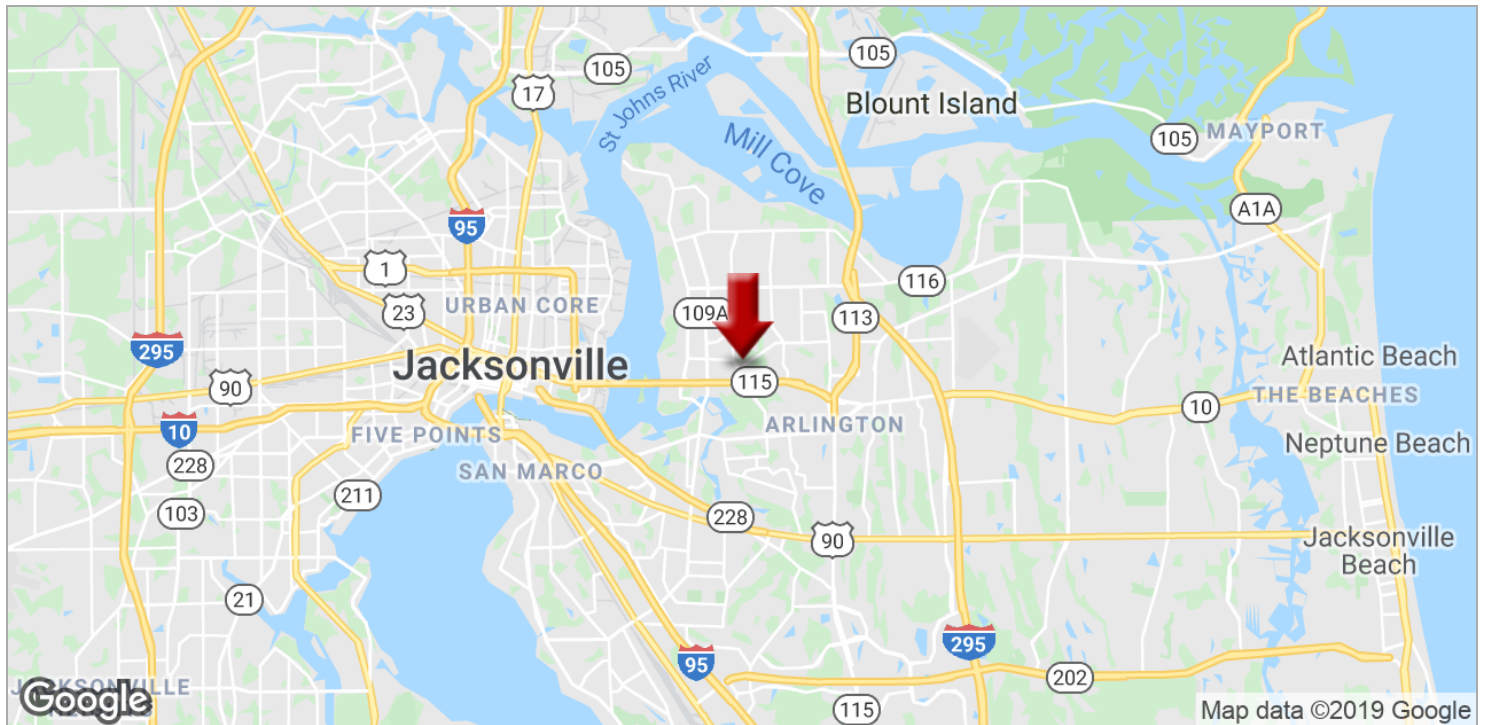 105
105
17
St Johns River
Blount Island
Mill Cove
105
MAYPORT
A1A
95
1
116
23
URBAN CORE
109A
113
295
Jacksonville
Atlantic Beach
90
115
THE BEACHES
10
10
FIVE POINTS
ARLINGTON
Neptune Beach
228
SAN MARCO
211
103
228
90
Jacksonville
Beach
21
295
95
202
JACKSONVILLE
Google
115
Map data ©2019 Google